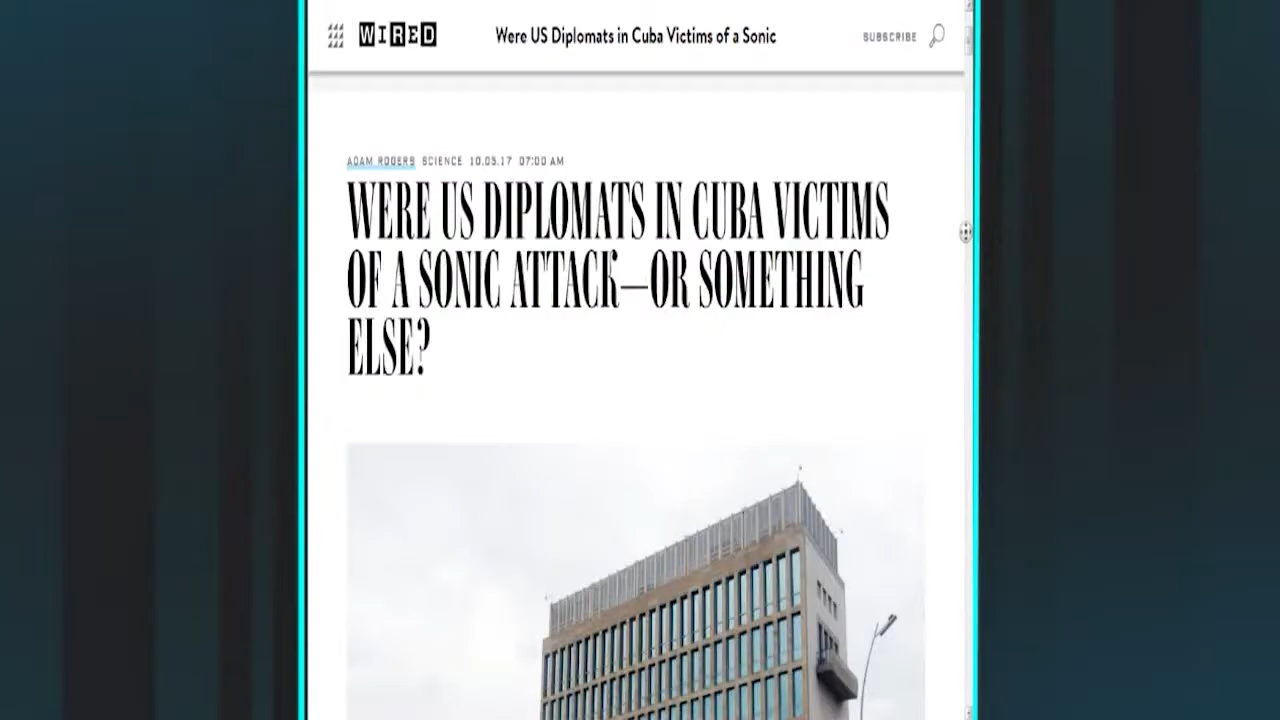 WIRED
Were US Diplomats in Cuba Victims of a Sonic
SUBSCRIBE
ADAM ROGERS SCIENCE 10.05.17 07:00 AM
WERE US DIPLOMATS IN CUBA VICTIMS
OF A SONIC ATTACK—OR SOMETHING
ELSE?